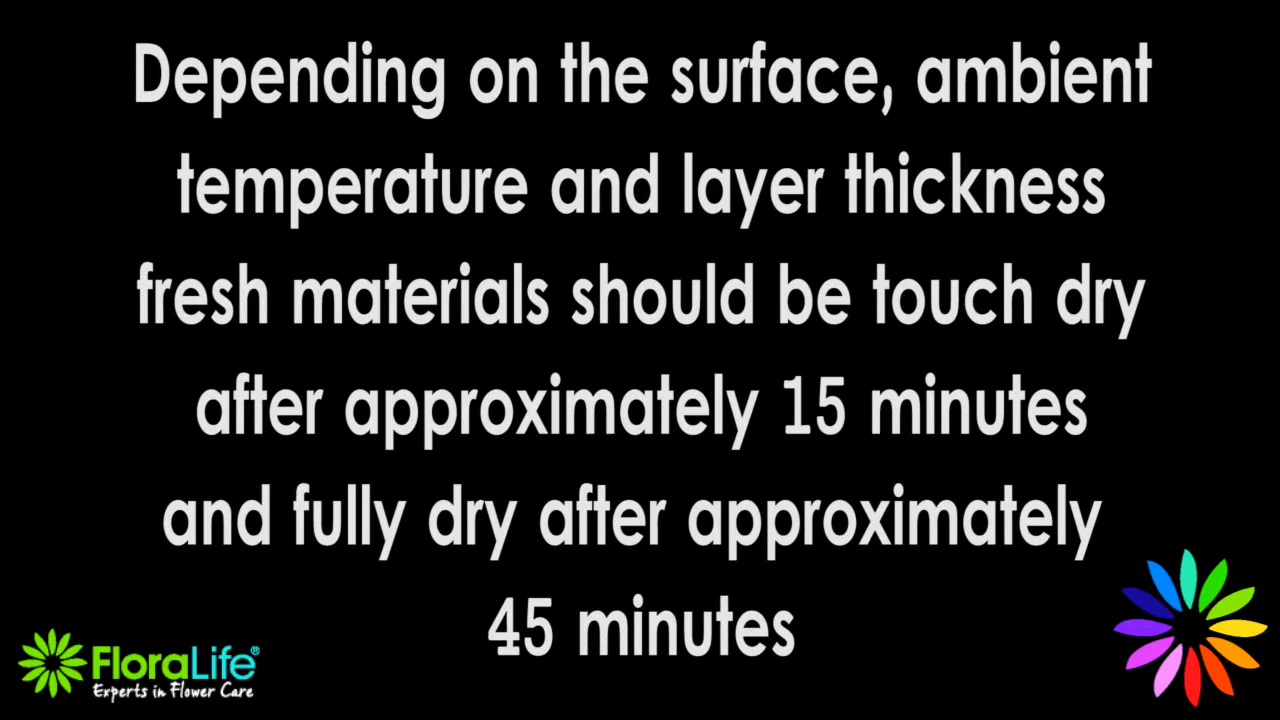 Depending on the surface, ambient
temperature and layer thickness
fresh materials should be touch dry
after approximately 15 minutes
and fully dry after approximately
45 minutes
FloraLife®
Experts in Flower Care